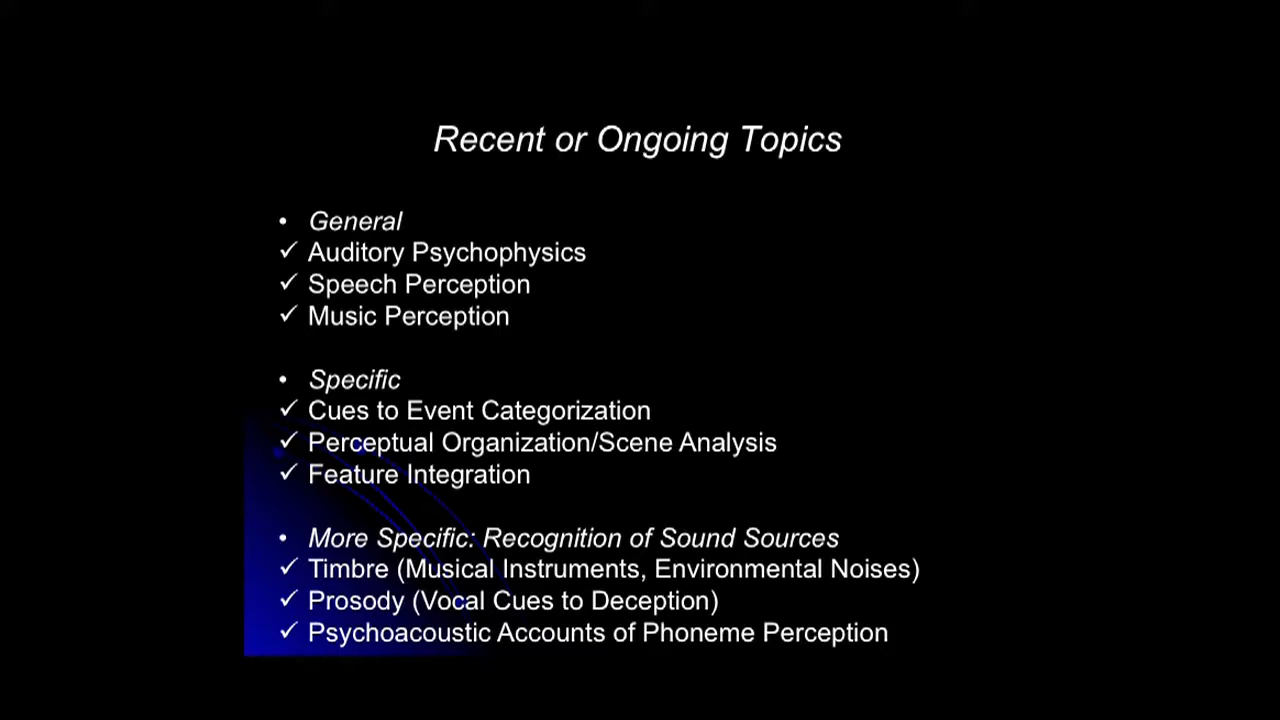 Recent or Ongoing Topics
• General
✓ Auditory Psychophysics
✓ Speech Perception
✓ Music Perception
• Specific
✓ Cues to Event Categorization
✓ Perceptual Organization/Scene Analysis
✓ Feature Integration
• More Specific: Recognition of Sound Sources
✓ Timbre (Musical Instruments, Environmental Noises)
✓ Prosody (Vocal Cues to Deception)
✓ Psychoacoustic Accounts of Phoneme Perception